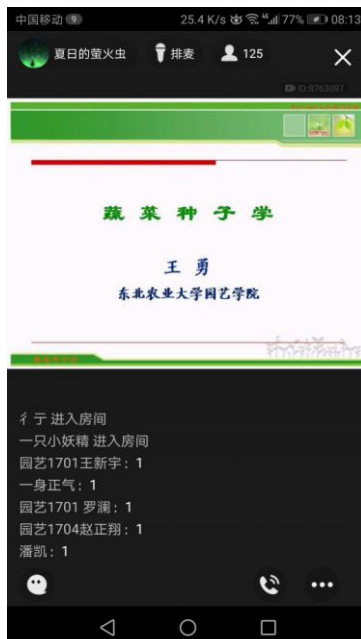 中国移动 9 25.4 K/s 4G 77% 08:13
夏日的萤火虫 排麦 125
ID:8763097
蔬菜种子学
王 勇
东北农业大学园艺学院
彳亍 进入房间
一只小妖精 进入房间
园艺1701王新宇：1
一身正气：1
园艺1701 罗澜：1
园艺1704赵正翔：1
潘凯：1